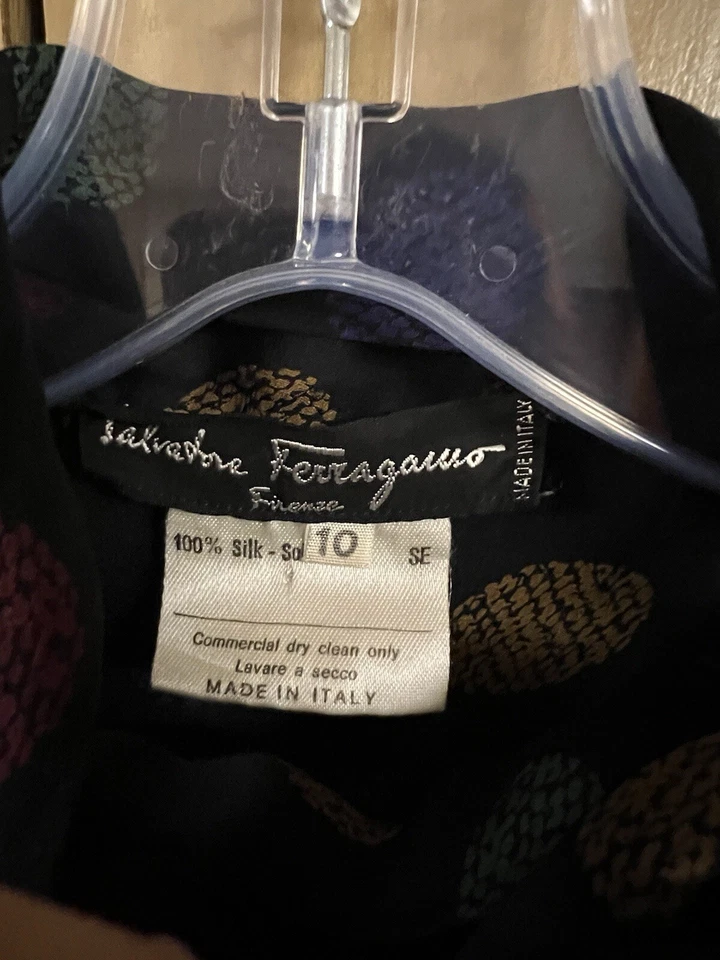 salvatore Ferragamo
Firenze
MADE IN ITALY
100% Silk - 10 SE
Commercial dry clean only
Lavare a secco
MADE IN ITALY